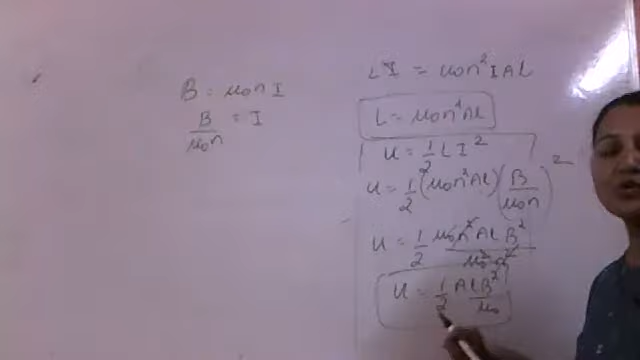 B = μ₀nI
B/μ₀n = I
LI = μ₀n²IAl
L = μ₀n²Al
U = 1/2 LI²
U = 1/2 (μ₀n²Al)(B/μ₀n)²
U = 1/2 μ₀n²AlB²/μ₀²n²
U = 1/2 AlB²/μ₀